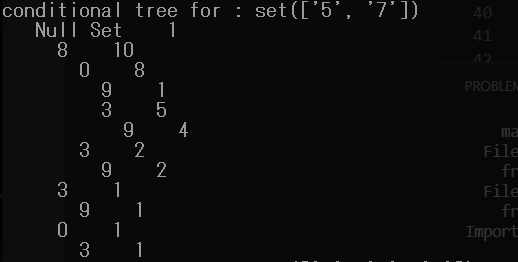 conditional tree for : set(['5', '7'])
Null Set 1
8 10
0 8
9 1
3 5
9 4
3 2
9 2
3 1
9 1
0 1
3 1
40
41
42
PROBLEM
ma
File
fr
File
fr
Import